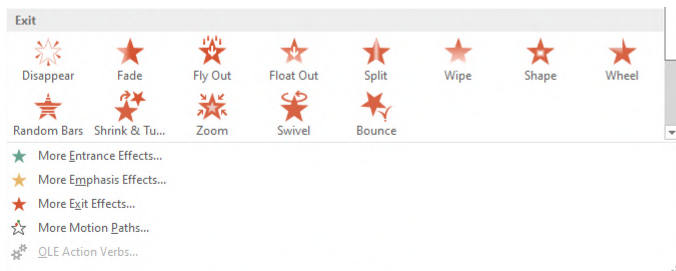 Exit
Disappear Fade Fly Out Float Out Split Wipe Shape Wheel
Random Bars Shrink & Tu... Zoom Swivel Bounce
More Entrance Effects...
More Emphasis Effects...
More Exit Effects...
More Motion Paths...
OLE Action Verbs...